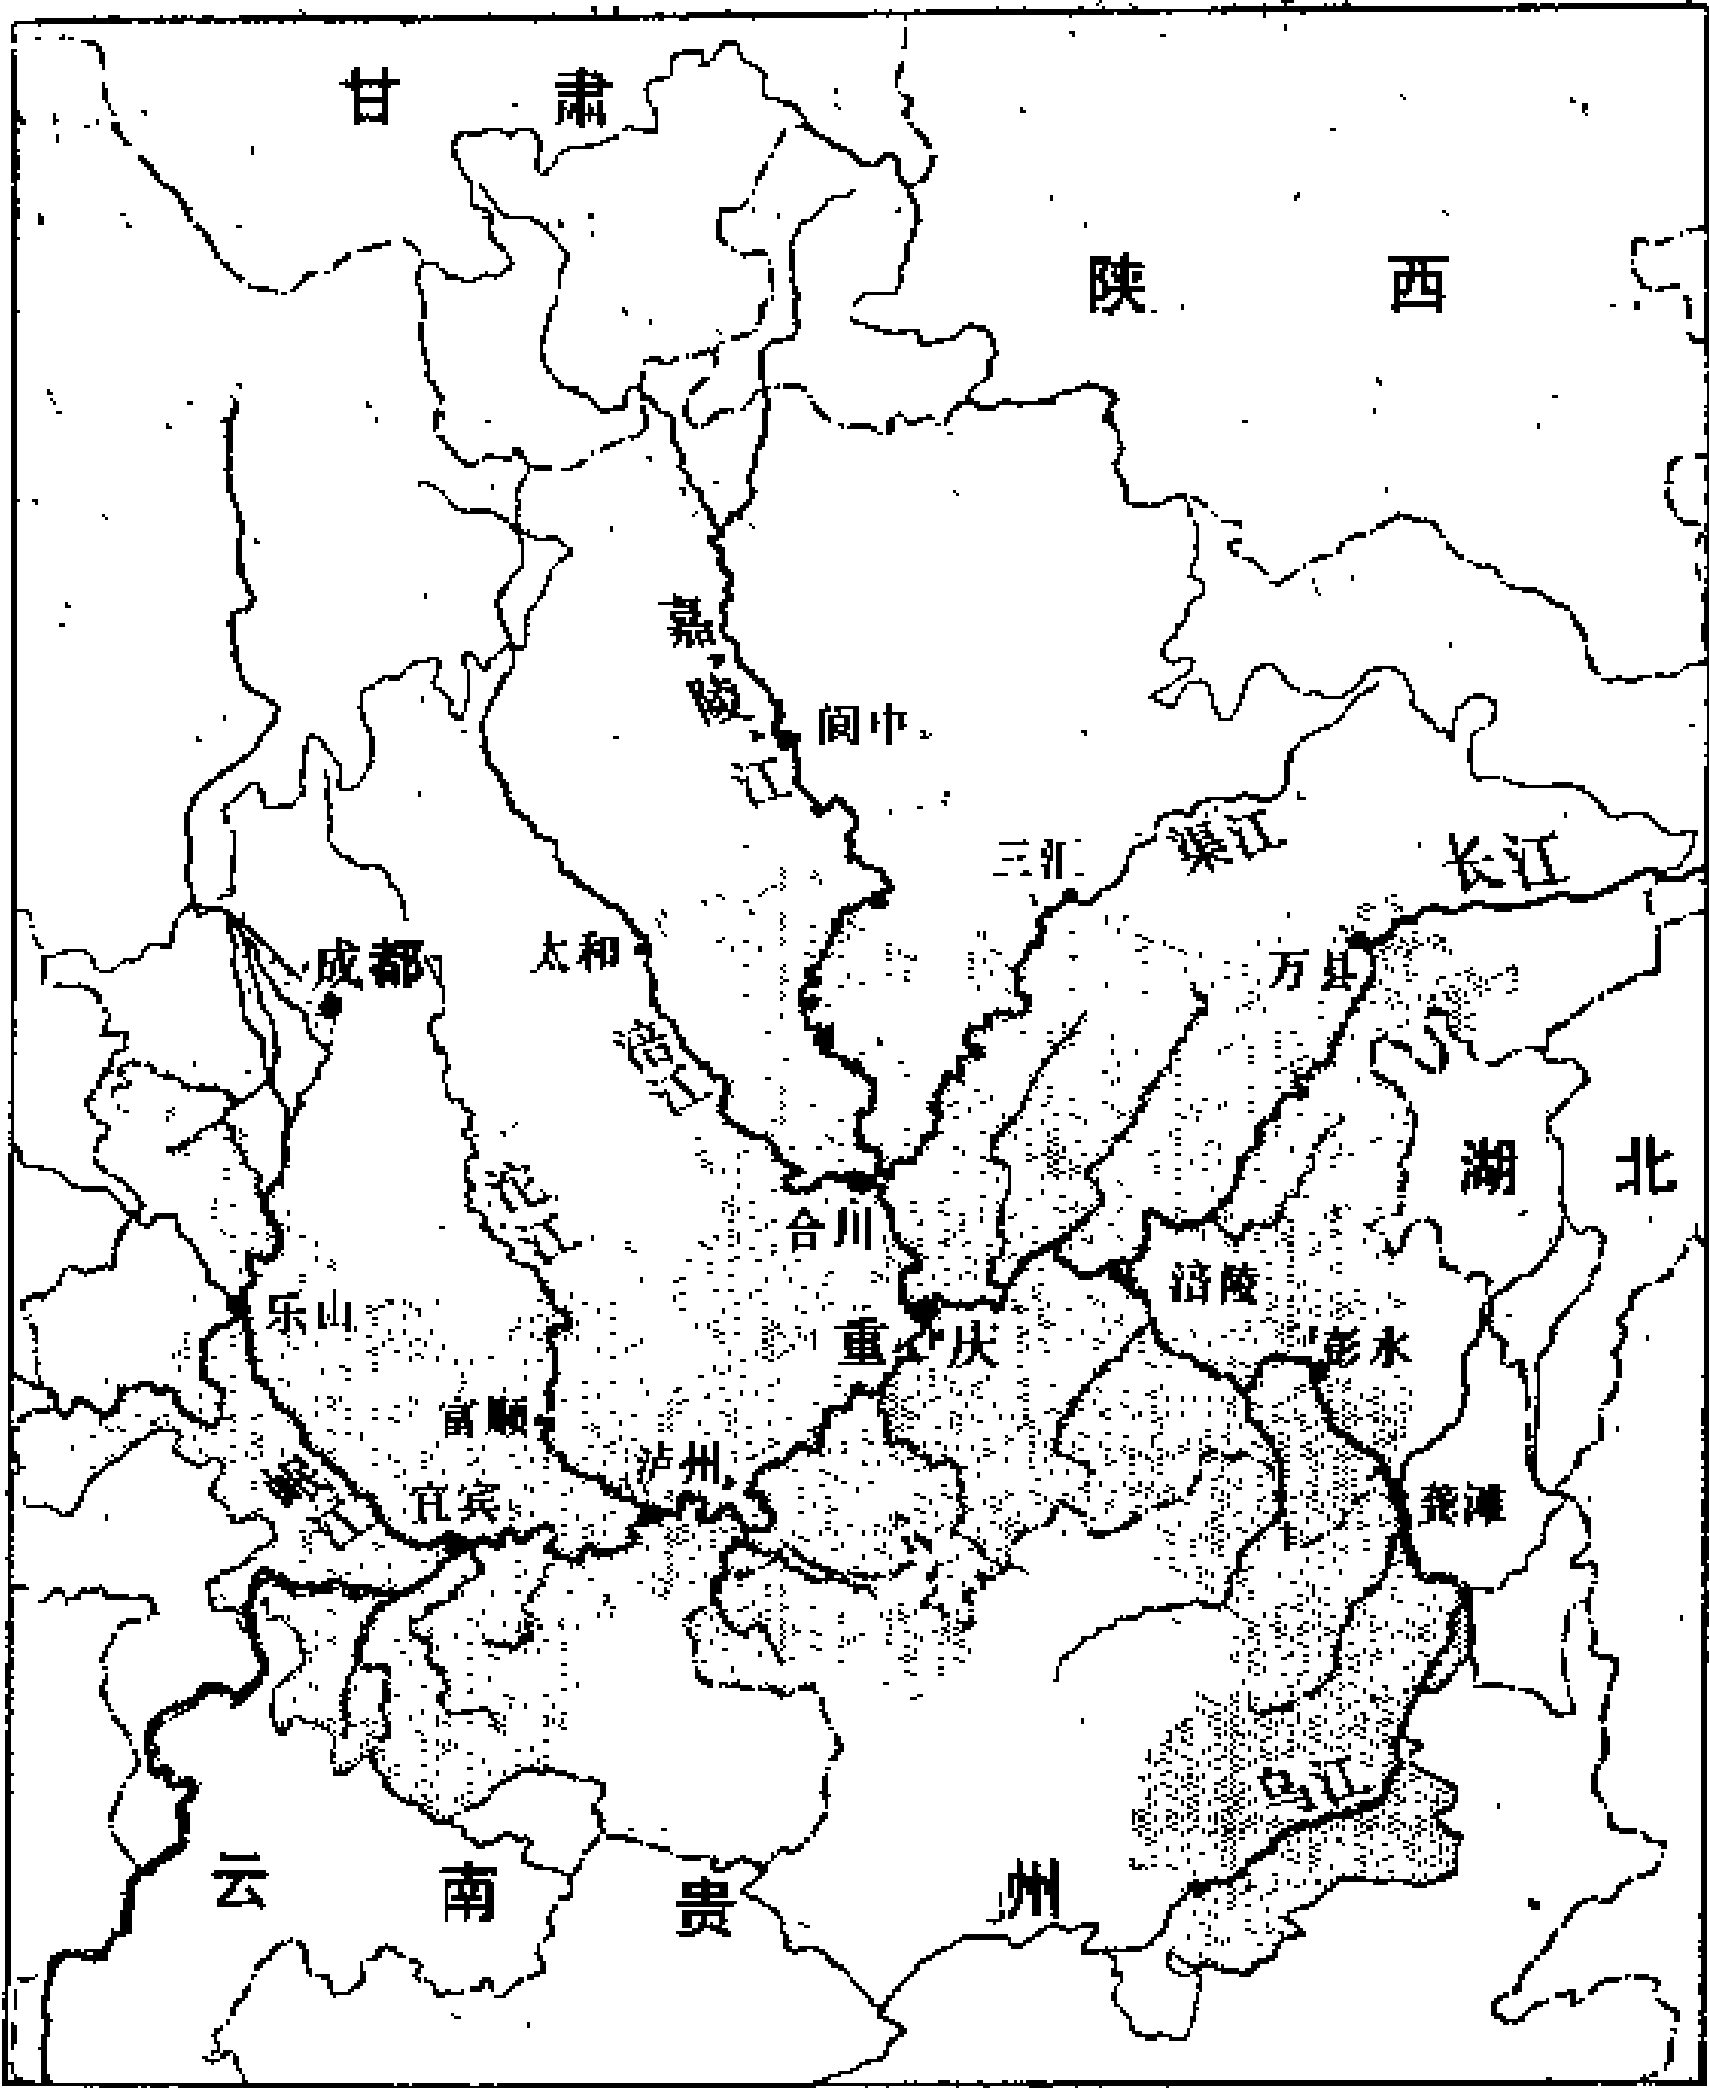 甘 肃
陕 西
嘉陵江
阆中
渠江
三汇
长江
万县
成都
太和
涪江
沱江
湖 北
合川
涪陵
乐山
重庆
彭水
富顺
泸州
宜宾
岷江
龚滩
乌江
云 南
贵 州